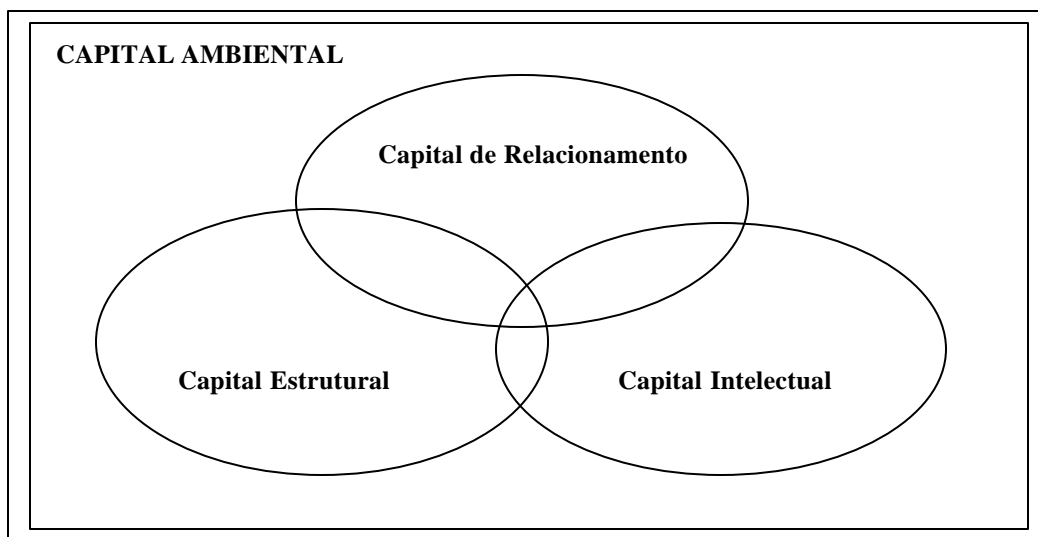 CAPITAL AMBIENTAL
Capital de Relacionamento
Capital Estrutural
Capital Intelectual